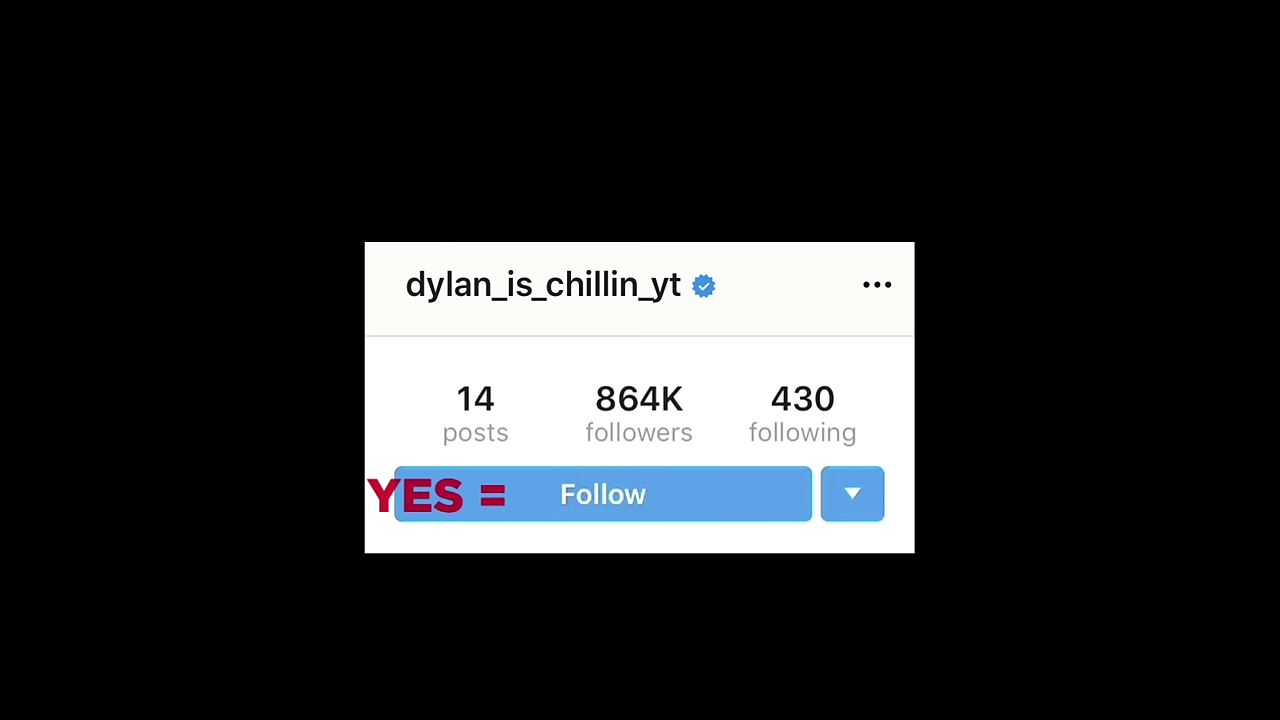 dylan_is_chillin_yt
14 864K 430
posts followers following
YES = Follow